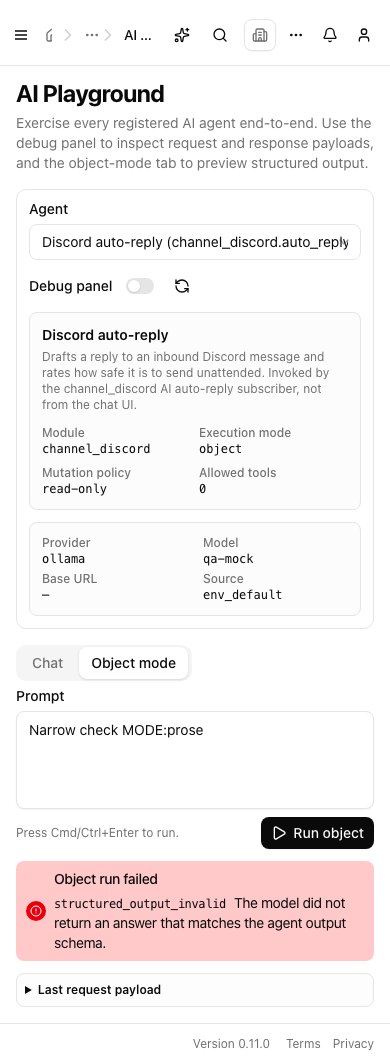 AI ...
AI Playground
Exercise every registered AI agent end-to-end. Use the
debug panel to inspect request and response payloads,
and the object-mode tab to preview structured output.
Agent
Discord auto-reply (channel_discord.auto_reply
Debug panel
Discord auto-reply
Drafts a reply to an inbound Discord message and
rates how safe it is to send unattended. Invoked by
the channel_discord AI auto-reply subscriber, not
from the chat UI.
Module Execution mode
channel_discord object
Mutation policy Allowed tools
read-only 0
Provider Model
ollama qa-mock
Base URL Source
— env_default
Chat Object mode
Prompt
Narrow check MODE:prose
Press Cmd/Ctrl+Enter to run. Run object
Object run failed
structured_output_invalid The model did not
return an answer that matches the agent output
schema.
Last request payload
Version 0.11.0 Terms Privacy